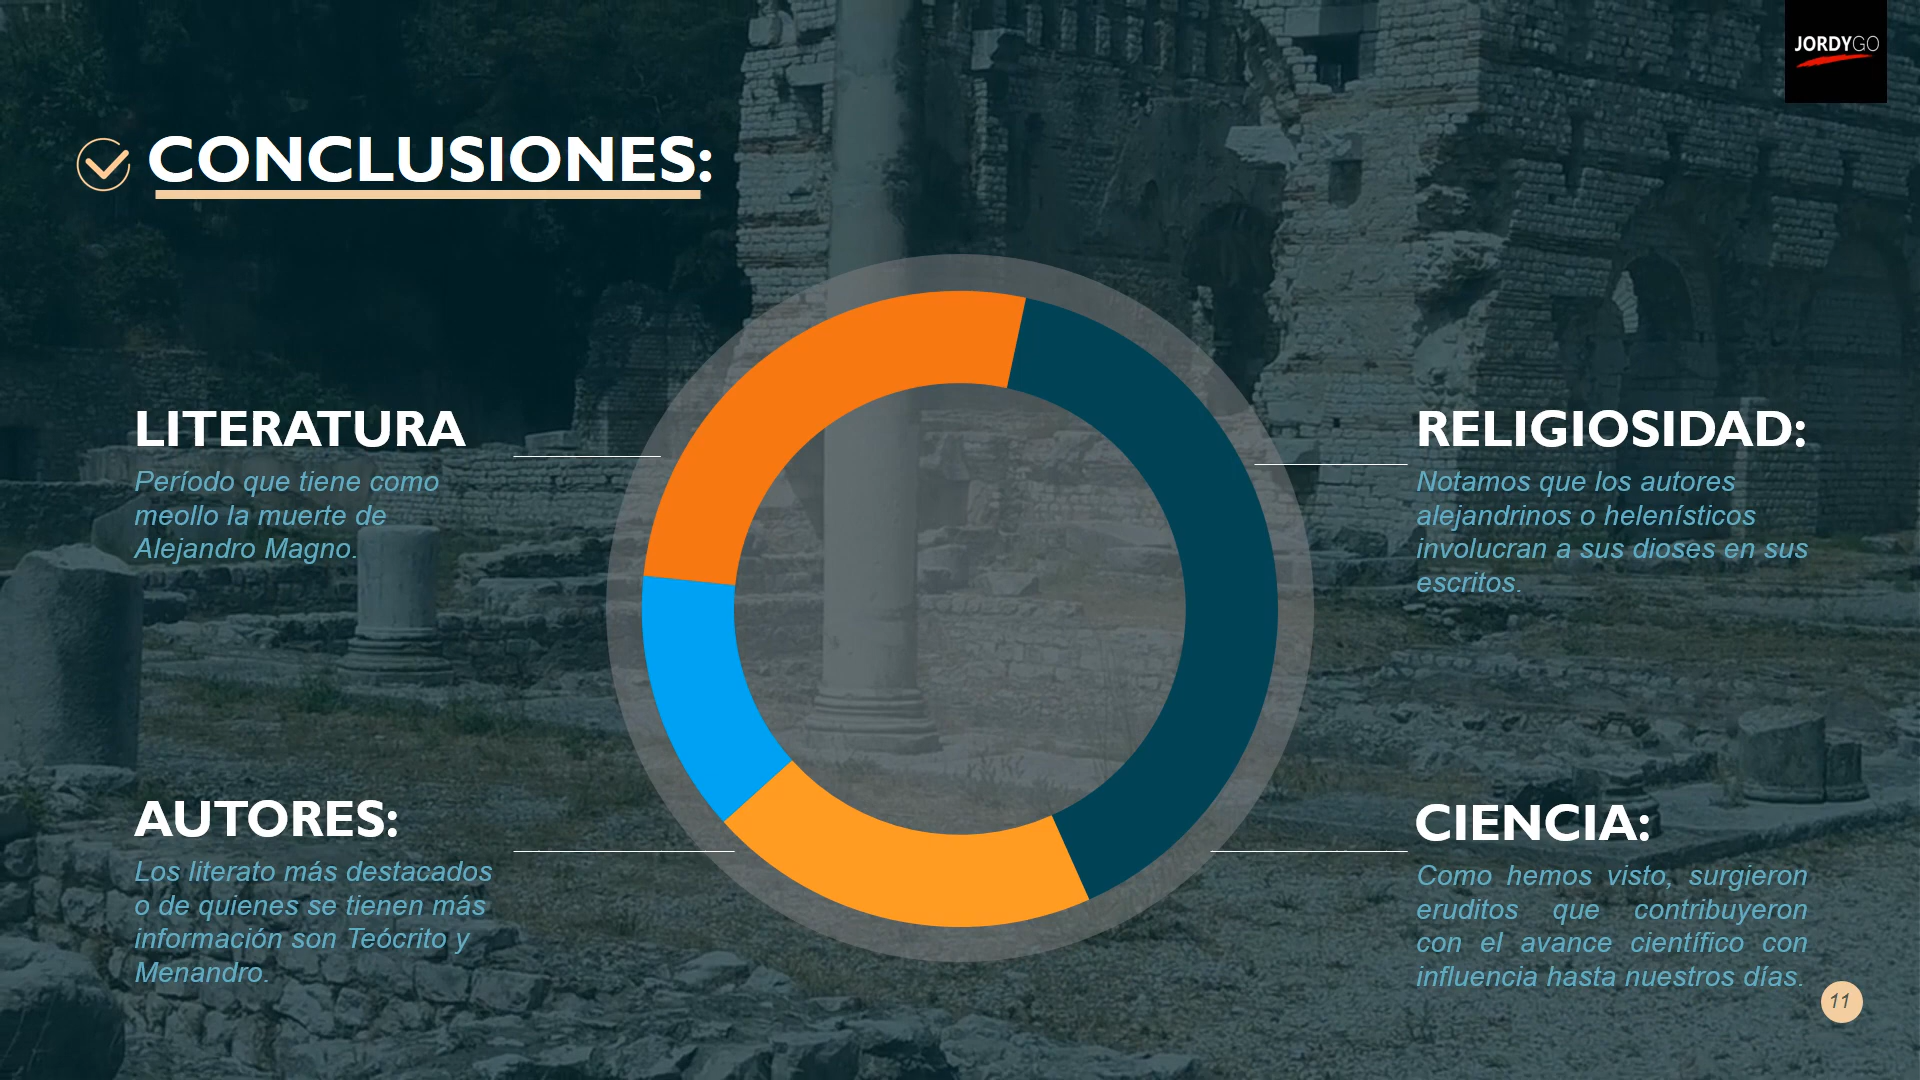 JORDYGO
CONCLUSIONES:
LITERATURA
Período que tiene como
meollo la muerte de
Alejandro Magno.
RELIGIOSIDAD:
Notamos que los autores
alejandrinos o helenísticos
involucran a sus dioses en sus
escritos.
AUTORES:
Los literato más destacados
o de quienes se tienen más
información son Teócrito y
Menandro.
CIENCIA:
Como hemos visto, surgieron
eruditos que contribuyeron
con el avance científico con
influencia hasta nuestros días.
11